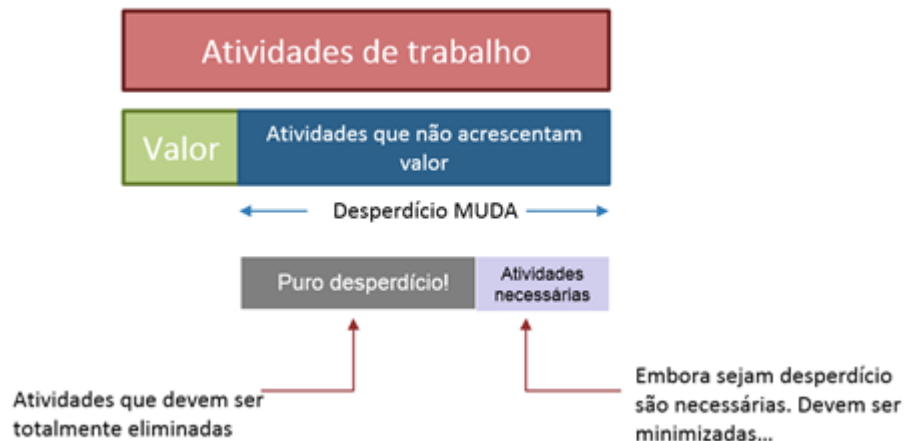 Atividades de trabalho
Valor
Atividades que não acrescentam
valor
Desperdício MUDA
Puro desperdício!
Atividades
necessárias
Atividades que devem ser
totalmente eliminadas
Embora sejam desperdício
são necessárias. Devem ser
minimizadas...